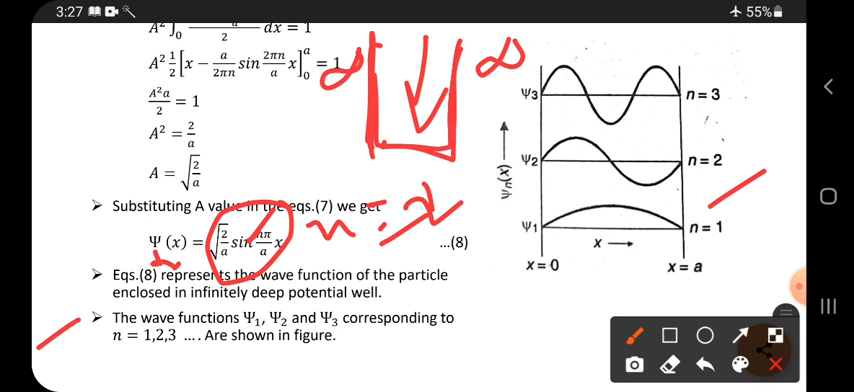 3:27 55%
A² ∫₀ ───── dx = 1
a
2
A² 1/2 [x − a/2πn sin 2πn/a x]₀ᵃ = 1
A²a/2 = 1
A² = 2/a
A = √(2/a)
➤ Substituting A value in the eqs.(7) we get
Ψ (x) = √(2/a) sin nπ/a x ...(8)
➤ Eqs.(8) represents the wave function of the particle
enclosed in infinitely deep potential well.
➤ The wave functions Ψ₁, Ψ₂ and Ψ₃ corresponding to
n = 1,2,3 .... Are shown in figure.
∞ ∞
n = 2
Ψ₃ n = 3
Ψ₂ n = 2
Ψₙ(x)
Ψ₁ n = 1
x
x = 0 x = a